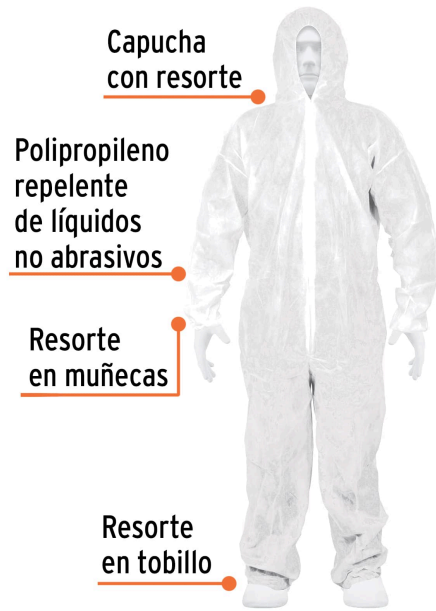 Capucha
con resorte
Polipropileno
repelente
de líquidos
no abrasivos
Resorte
en muñecas
Resorte
en tobillo